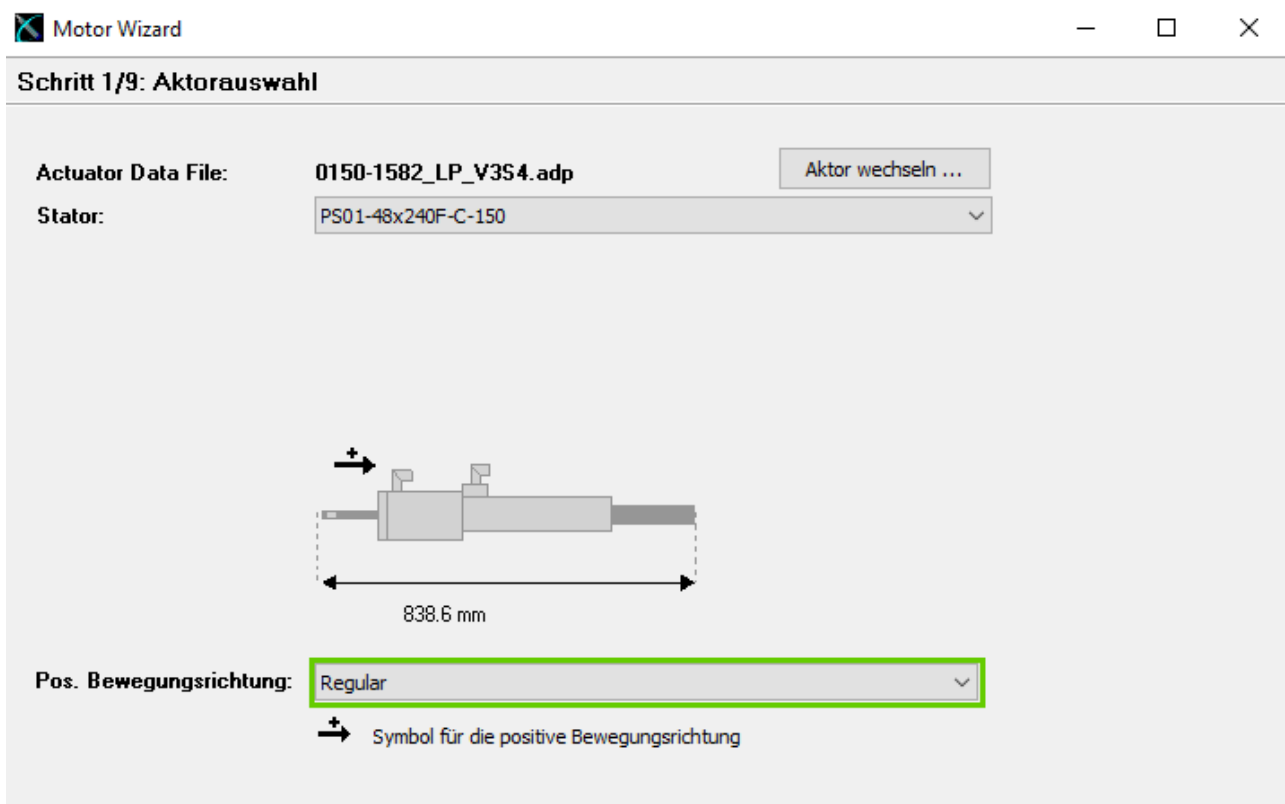 Motor Wizard
Schritt 1/9: Aktorauswahl
Actuator Data File: 0150-1582_LP_V3S4.adp Aktor wechseln ...
Stator: PS01-48x240F-C-150
838.6 mm
Pos. Bewegungsrichtung: Regular
Symbol für die positive Bewegungsrichtung